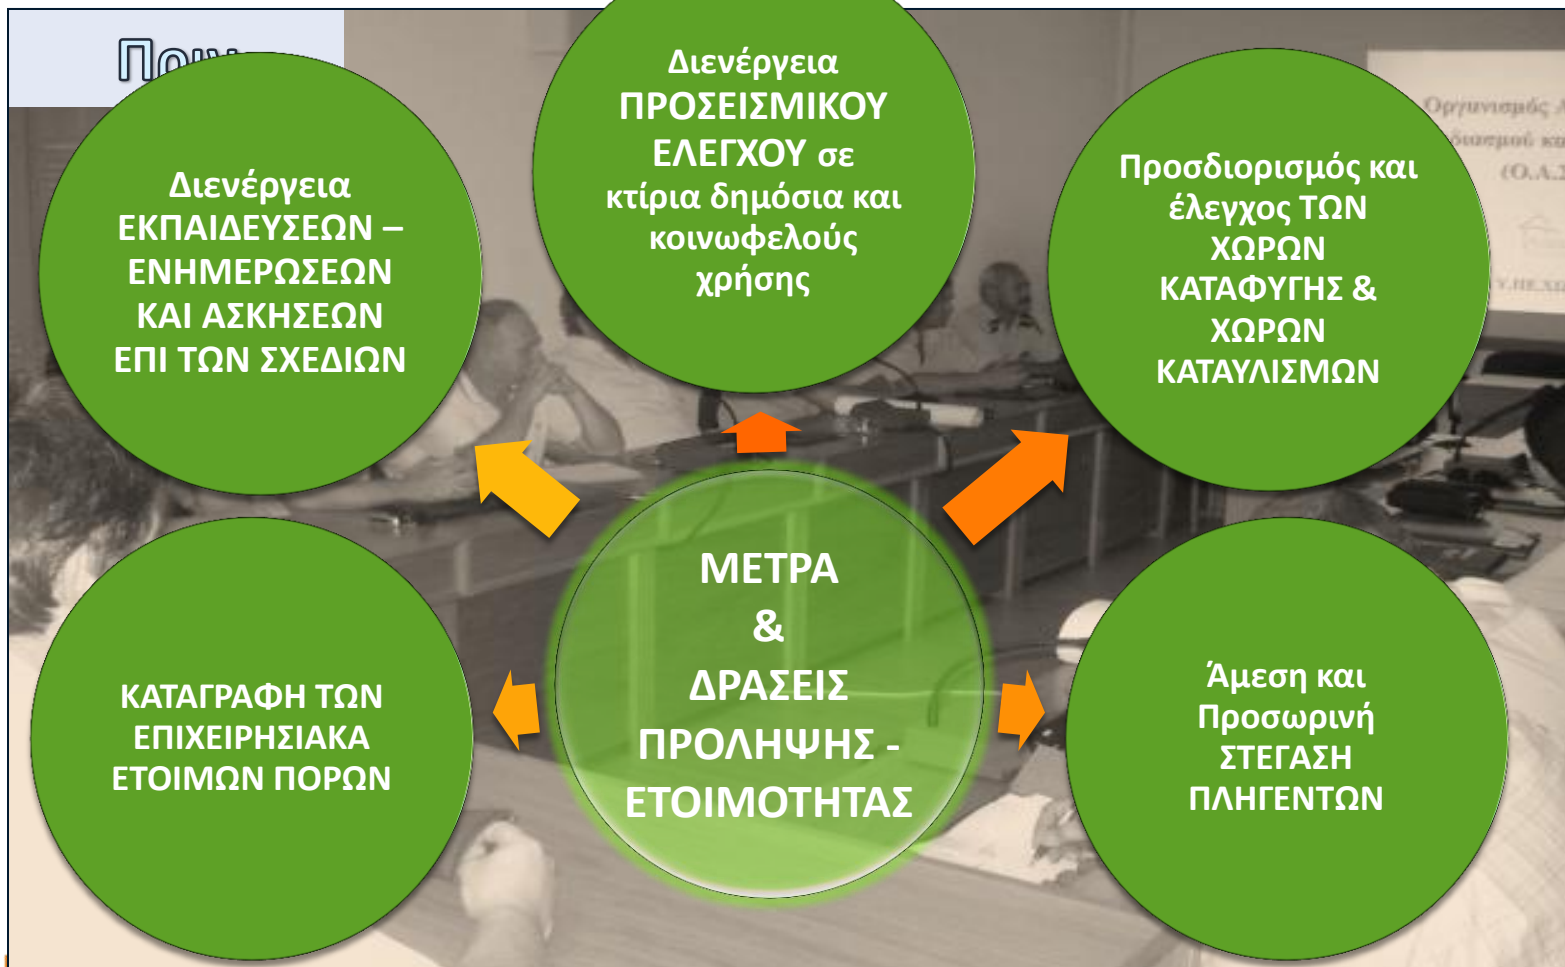 Διενέργεια
ΕΚΠΑΙΔΕΥΣΕΩΝ –
ΕΝΗΜΕΡΩΣΕΩΝ
ΚΑΙ ΑΣΚΗΣΕΩΝ
ΕΠΙ ΤΩΝ ΣΧΕΔΙΩΝ
Διενέργεια
ΠΡΟΣΕΙΣΜΙΚΟΥ
ΕΛΕΓΧΟΥ σε
κτίρια δημόσια και
κοινωφελούς
χρήσης
Προσδιορισμός και
έλεγχος ΤΩΝ
ΧΩΡΩΝ
ΚΑΤΑΦΥΓΗΣ &
ΧΩΡΩΝ
ΚΑΤΑΥΛΙΣΜΩΝ
Οργανισμός
ΚΑΤΑΓΡΑΦΗ ΤΩΝ
ΕΠΙΧΕΙΡΗΣΙΑΚΑ
ΕΤΟΙΜΩΝ ΠΟΡΩΝ
ΜΕΤΡΑ
&
ΔΡΑΣΕΙΣ
ΠΡΟΛΗΨΗΣ -
ΕΤΟΙΜΟΤΗΤΑΣ
Άμεση και
Προσωρινή
ΣΤΕΓΑΣΗ
ΠΛΗΓΕΝΤΩΝ